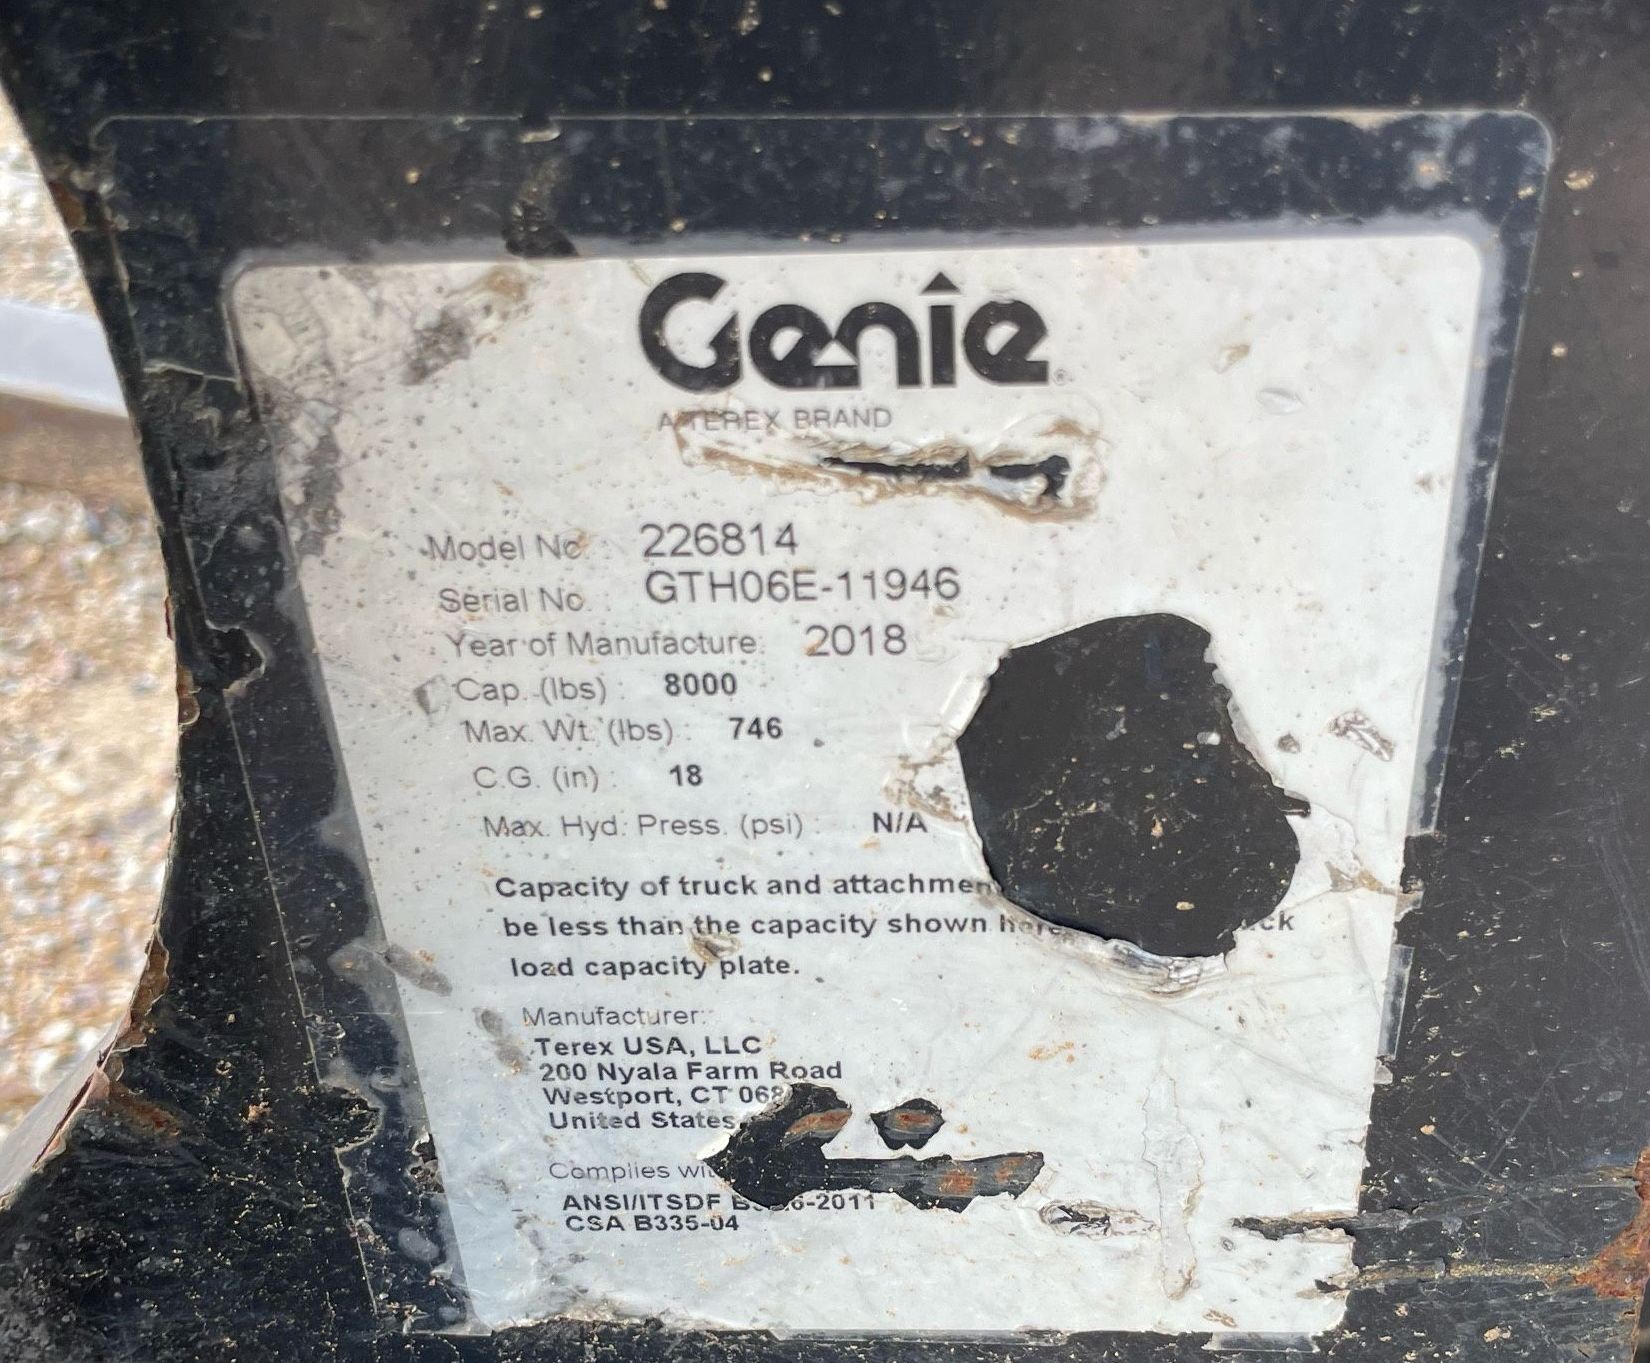 Genie
A TEREX BRAND
Model No. : 226814
Serial No. : GTH06E-11946
Year of Manufacture: 2018
Cap. (lbs) : 8000
Max. Wt. (lbs) : 746
C.G. (in) : 18
Max. Hyd. Press. (psi) : N/A
Capacity of truck and
be less than the capacity shown
load capacity plate.
Manufacturer:
Terex USA, LLC
200 Nyala Farm Road
Westport, CT
United States
Complies
ANSI/ITSDF
CSA B335-04